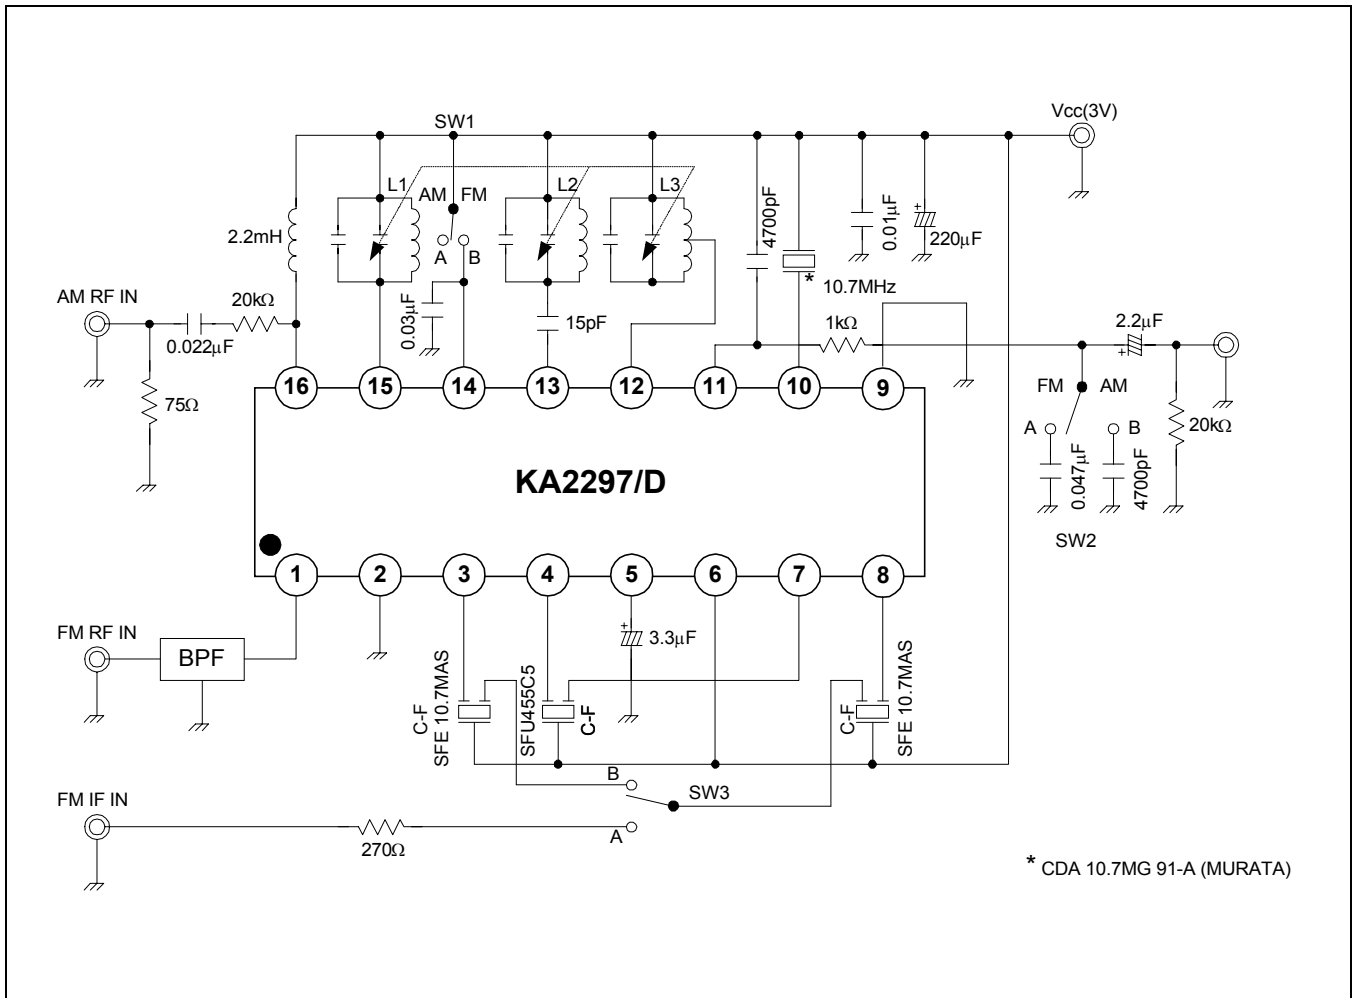 Vcc(3V)
SW1
L1
AM
FM
L2
L3
4700pF
0.01μF
+
220μF
2.2mH
A
B
* 10.7MHz
AM RF IN
20kΩ
0.022μF
0.03μF
15pF
1kΩ
2.2μF
+
75Ω
16
15
14
13
12
11
10
9
FM
AM
A
B
20kΩ
0.047μF
4700pF
SW2
KA2297/D
1
2
3
4
5
6
7
8
FM RF IN
BPF
+
3.3μF
C-F
SFE 10.7MAS
SFU455C5
C-F
C-F
SFE 10.7MAS
B
SW3
A
FM IF IN
270Ω
* CDA 10.7MG 91-A (MURATA)